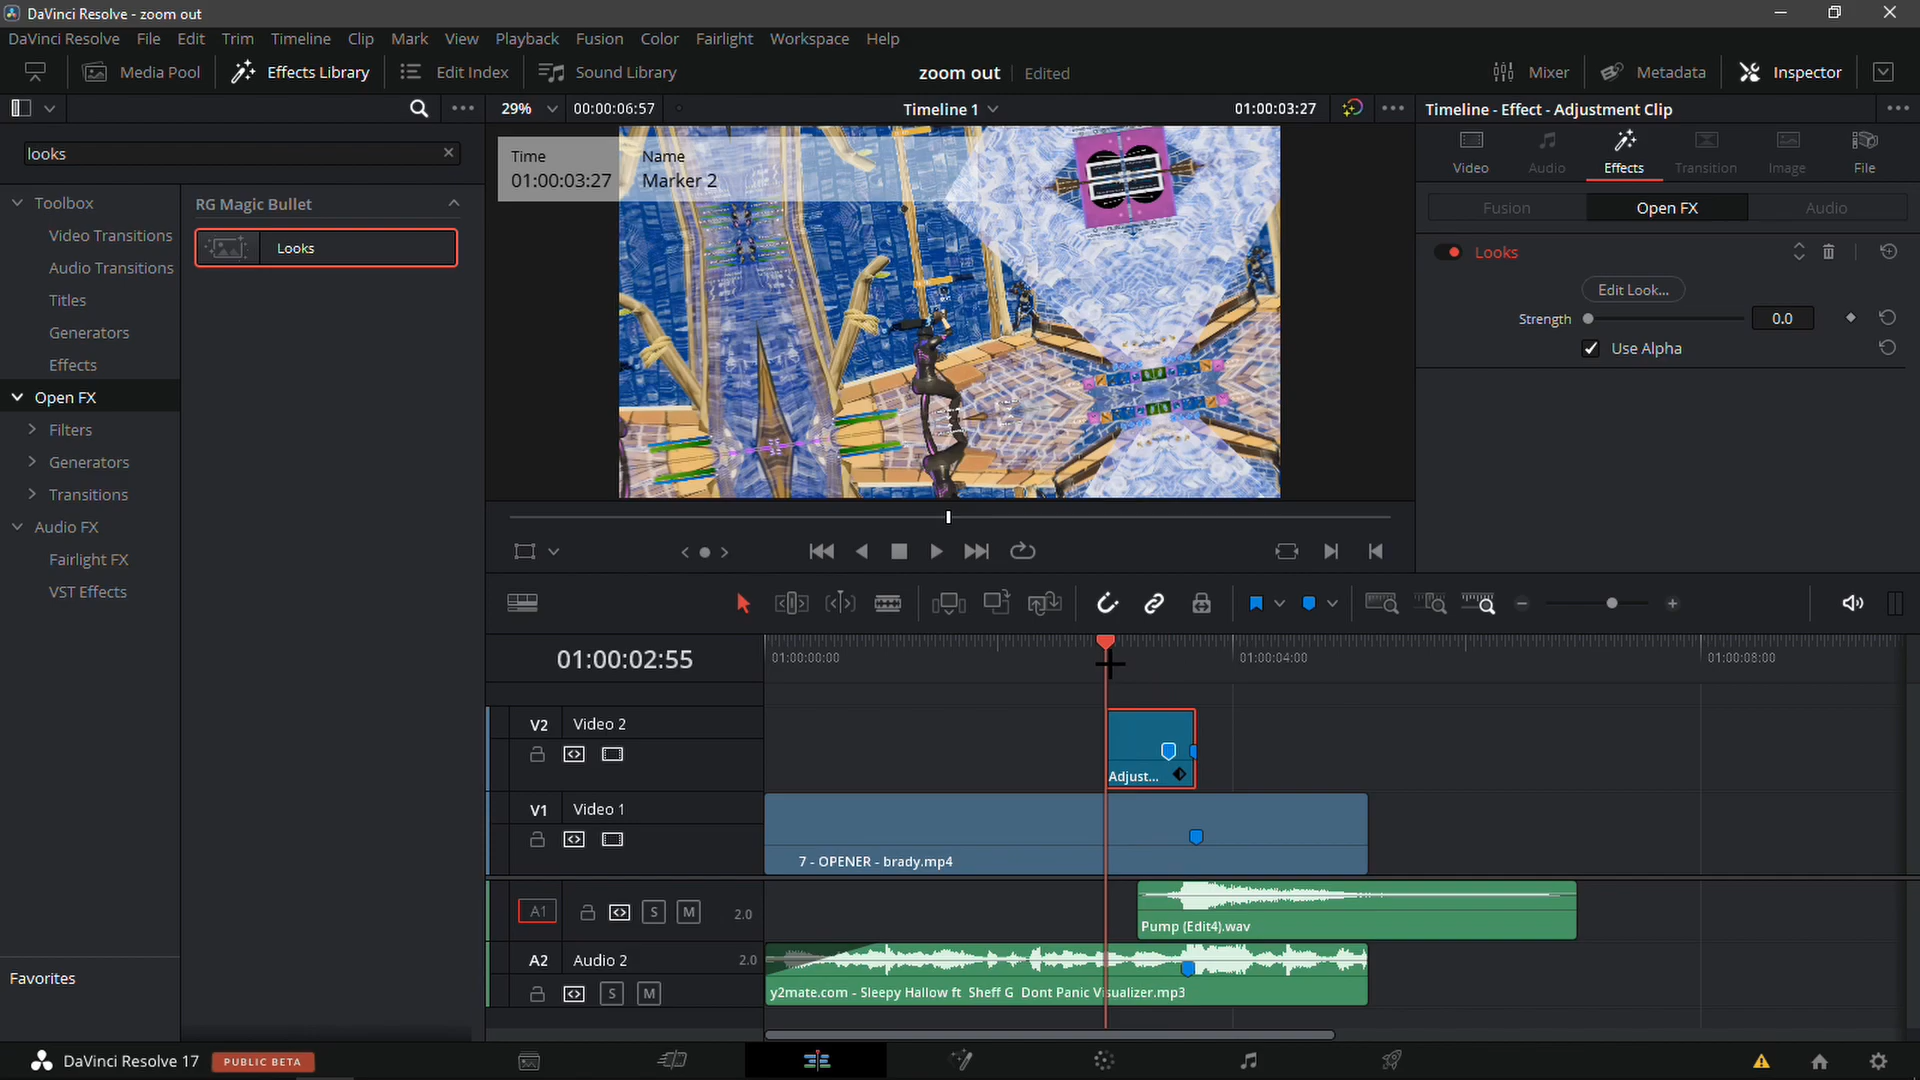 DaVinci Resolve - zoom out
DaVinci Resolve File Edit Trim Timeline Clip Mark View Playback Fusion Color Fairlight Workspace Help
Media Pool Effects Library Edit Index Sound Library zoom out Edited Mixer Metadata Inspector
29% 00:00:06:57 Timeline 1 01:00:03:27 Timeline - Effect - Adjustment Clip
looks
Time Name
01:00:03:27 Marker 2
Video Audio Effects Transition Image File
Fusion Open FX Audio
Toolbox
Video Transitions
Audio Transitions
Titles
Generators
Effects
Open FX
Filters
Generators
Transitions
Audio FX
Fairlight FX
VST Effects
Favorites
RG Magic Bullet
Looks
Looks
Edit Look...
Strength 0.0
Use Alpha
01:00:02:55 01:00:00:00 01:00:04:00 01:00:08:00
V2 Video 2
Adjust...
V1 Video 1
7 - OPENER - brady.mp4
A1 S M 2.0
Pump (Edit4).wav
A2 Audio 2 2.0
S M
y2mate.com - Sleepy Hallow ft Sheff G Dont Panic Visualizer.mp3
DaVinci Resolve 17 PUBLIC BETA